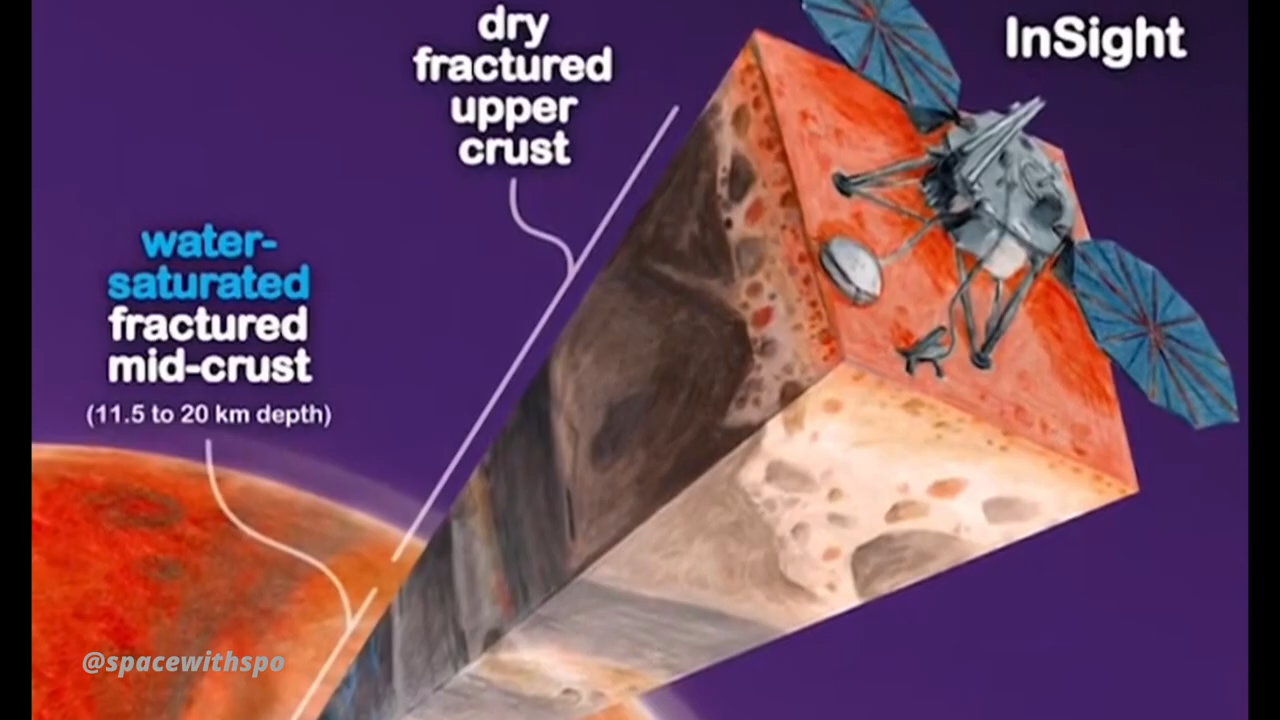 InSight
dry
fractured
upper
crust
water-
saturated
fractured
mid-crust
(11.5 to 20 km depth)
@spacewithspo